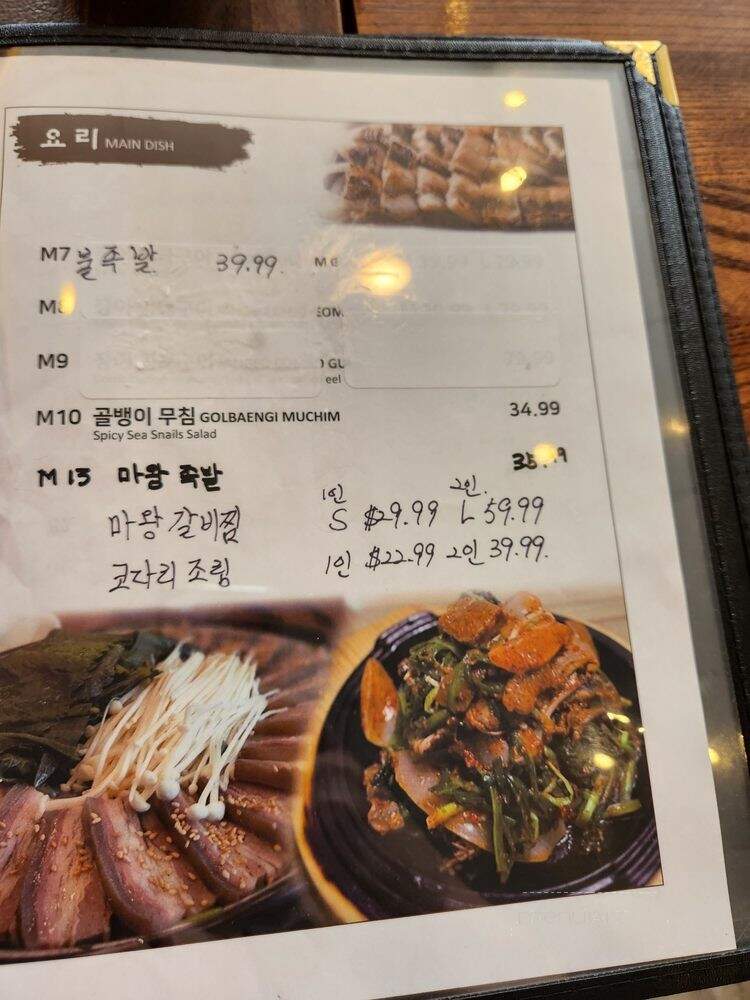 요리 MAIN DISH
M7 불족발 39.99.
M9
M10 골뱅이 무침 GOLBAENGI MUCHIM 34.99
Spicy Sea Snails Salad
M 13 마왕 족발
1인 2인.
마왕 갈비찜 S $29.99 L 59.99
코다리 조림 1인 $22.99 2인 39.99.